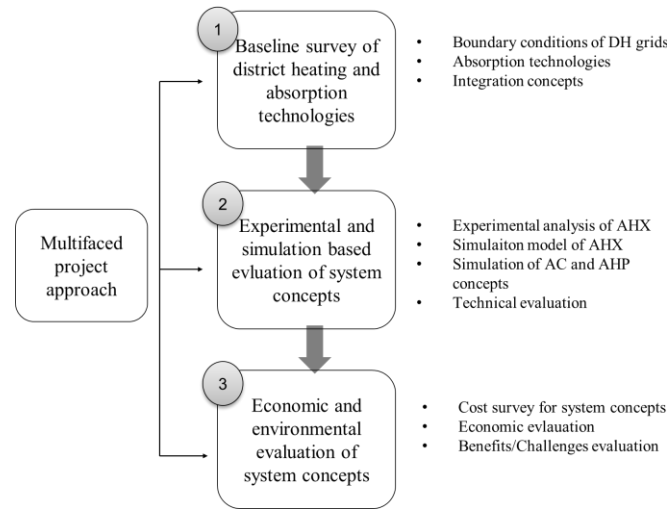 1
Baseline survey of
district heating and
absorption
technologies
• Boundary conditions of DH grids
• Absorption technologies
• Integration concepts
Multifaced
project
approach
2
Experimental and
simulation based
evluation of system
concepts
• Experimental analysis of AHX
• Simulaiton model of AHX
• Simulation of AC and AHP
concepts
• Technical evaluation
3
Economic and
environmental
evaluation of
system concepts
• Cost survey for system concepts
• Economic evlauation
• Benefits/Challenges evaluation